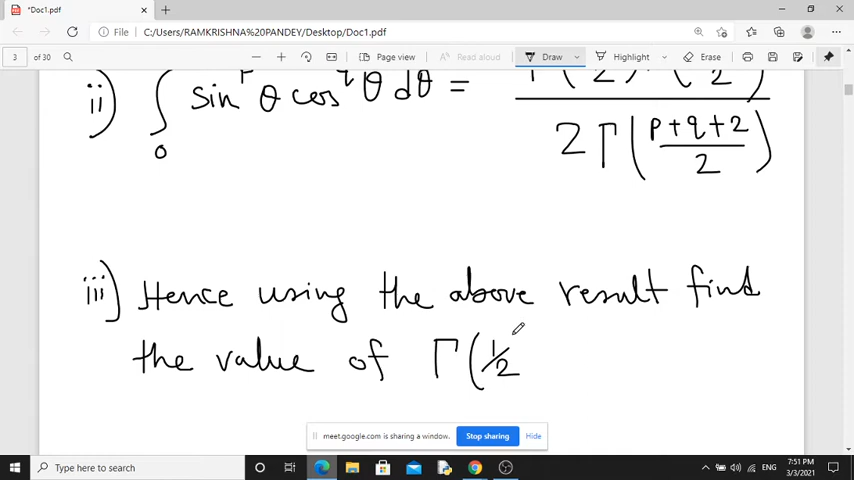 *Doc1.pdf
File C:/Users/RAMKRISHNA%20PANDEY/Desktop/Doc1.pdf
3 of 30 Page view Read aloud Draw Highlight Erase
ii) ∫ sin^p θ cos^q θ dθ =
0
2 Γ(p+q+2/2)
iii) Hence using the above result find
the value of Γ(1/2
meet.google.com is sharing a window. Stop sharing Hide
Type here to search ENG 7:51 PM
3/3/2021